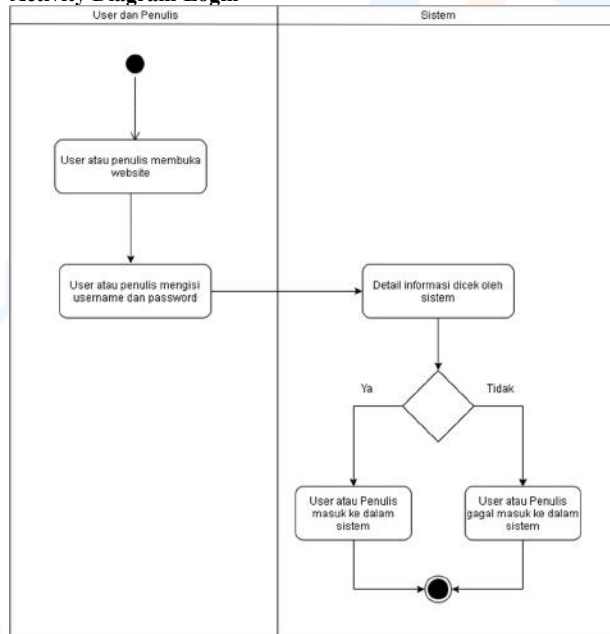 Activity Diagram Login
User dan Penulis
Sistem
User atau penulis membuka
website
User atau penulis mengisi
username dan password
Detail informasi dicek oleh
sistem
Ya
Tidak
User atau Penulis
masuk ke dalam
sistem
User atau Penulis
gagal masuk ke dalam
sistem